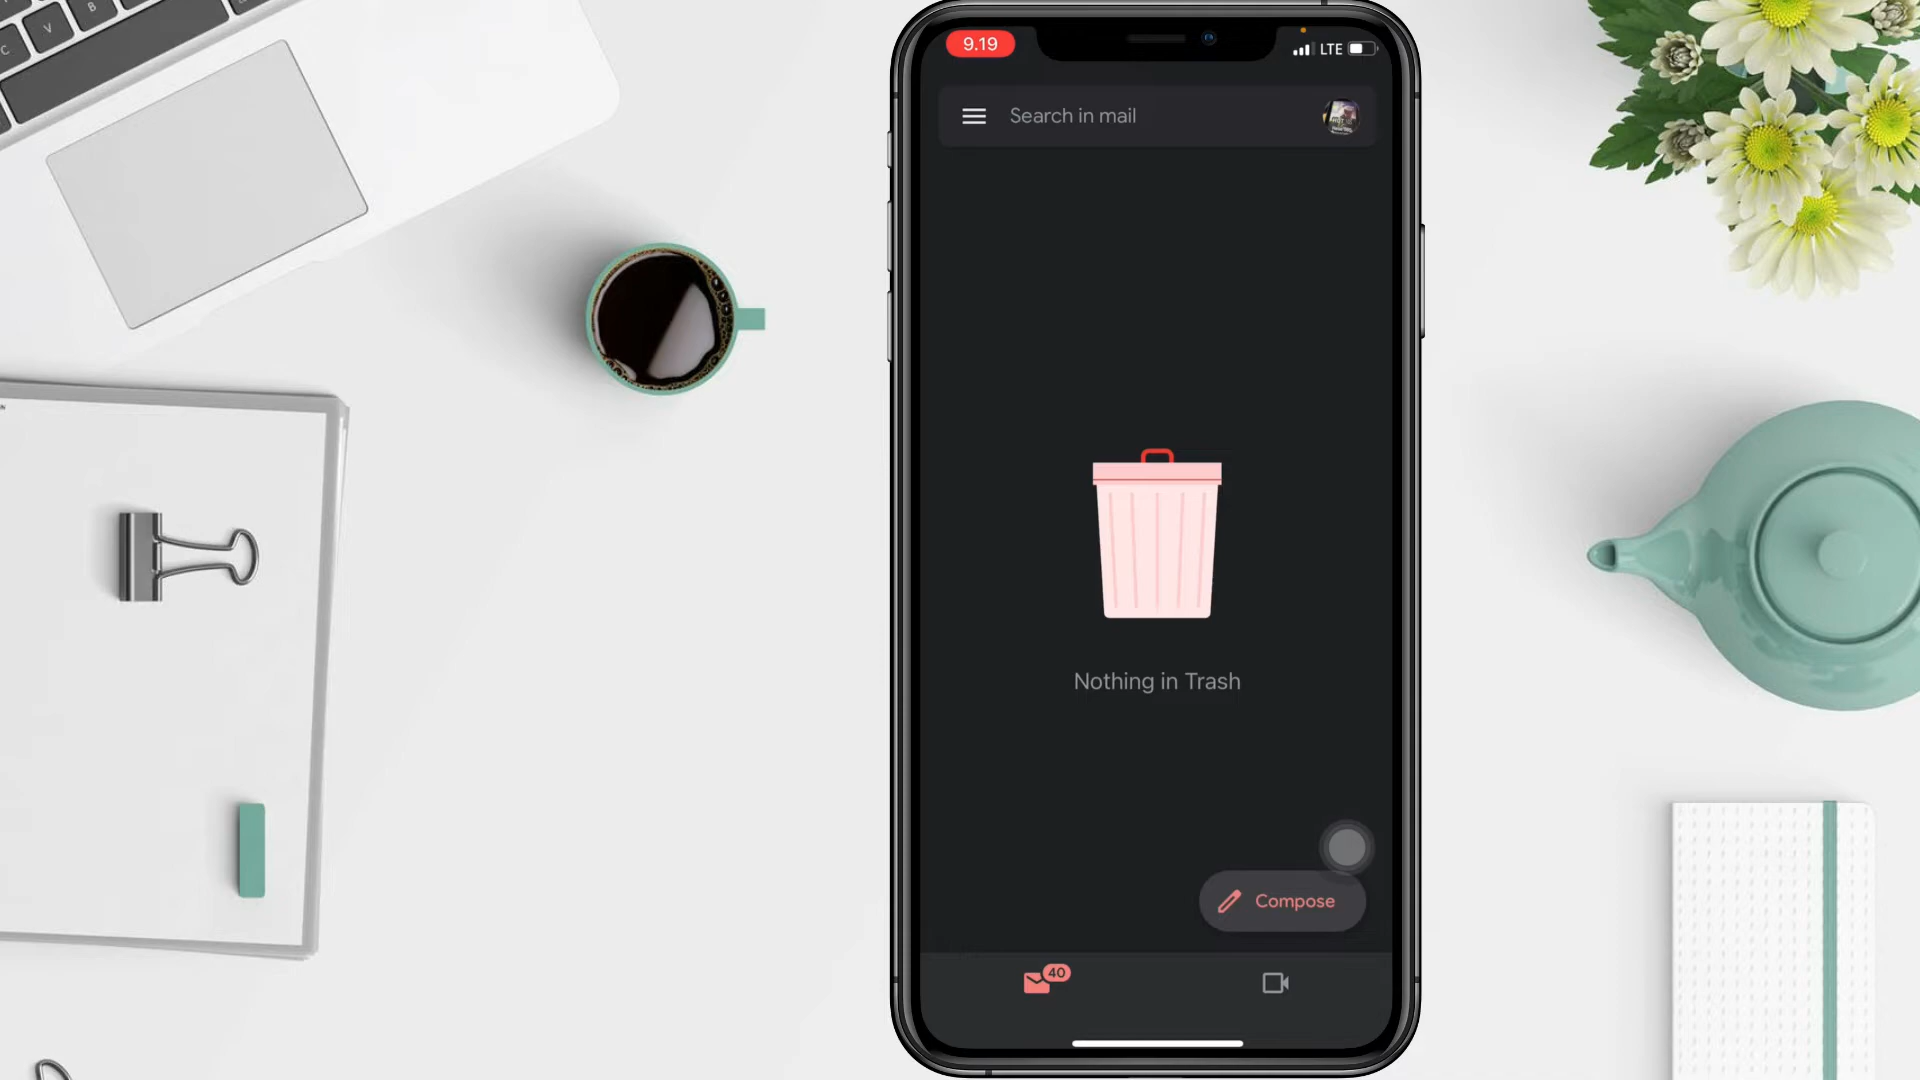 C
V
B
N
9.19
LTE
Search in mail
Nothing in Trash
Compose
40